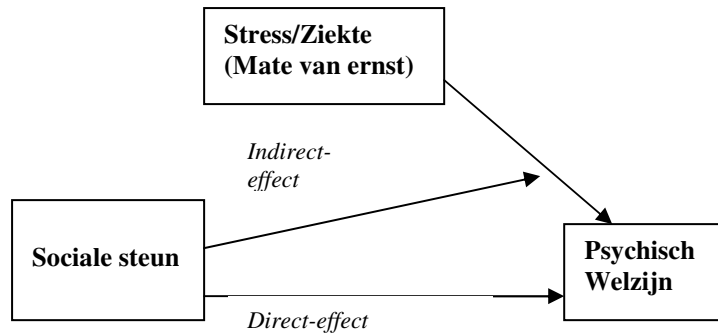 Stress/Ziekte
(Mate van ernst)
Indirect-
effect
Sociale steun
Psychisch
Welzijn
Direct-effect